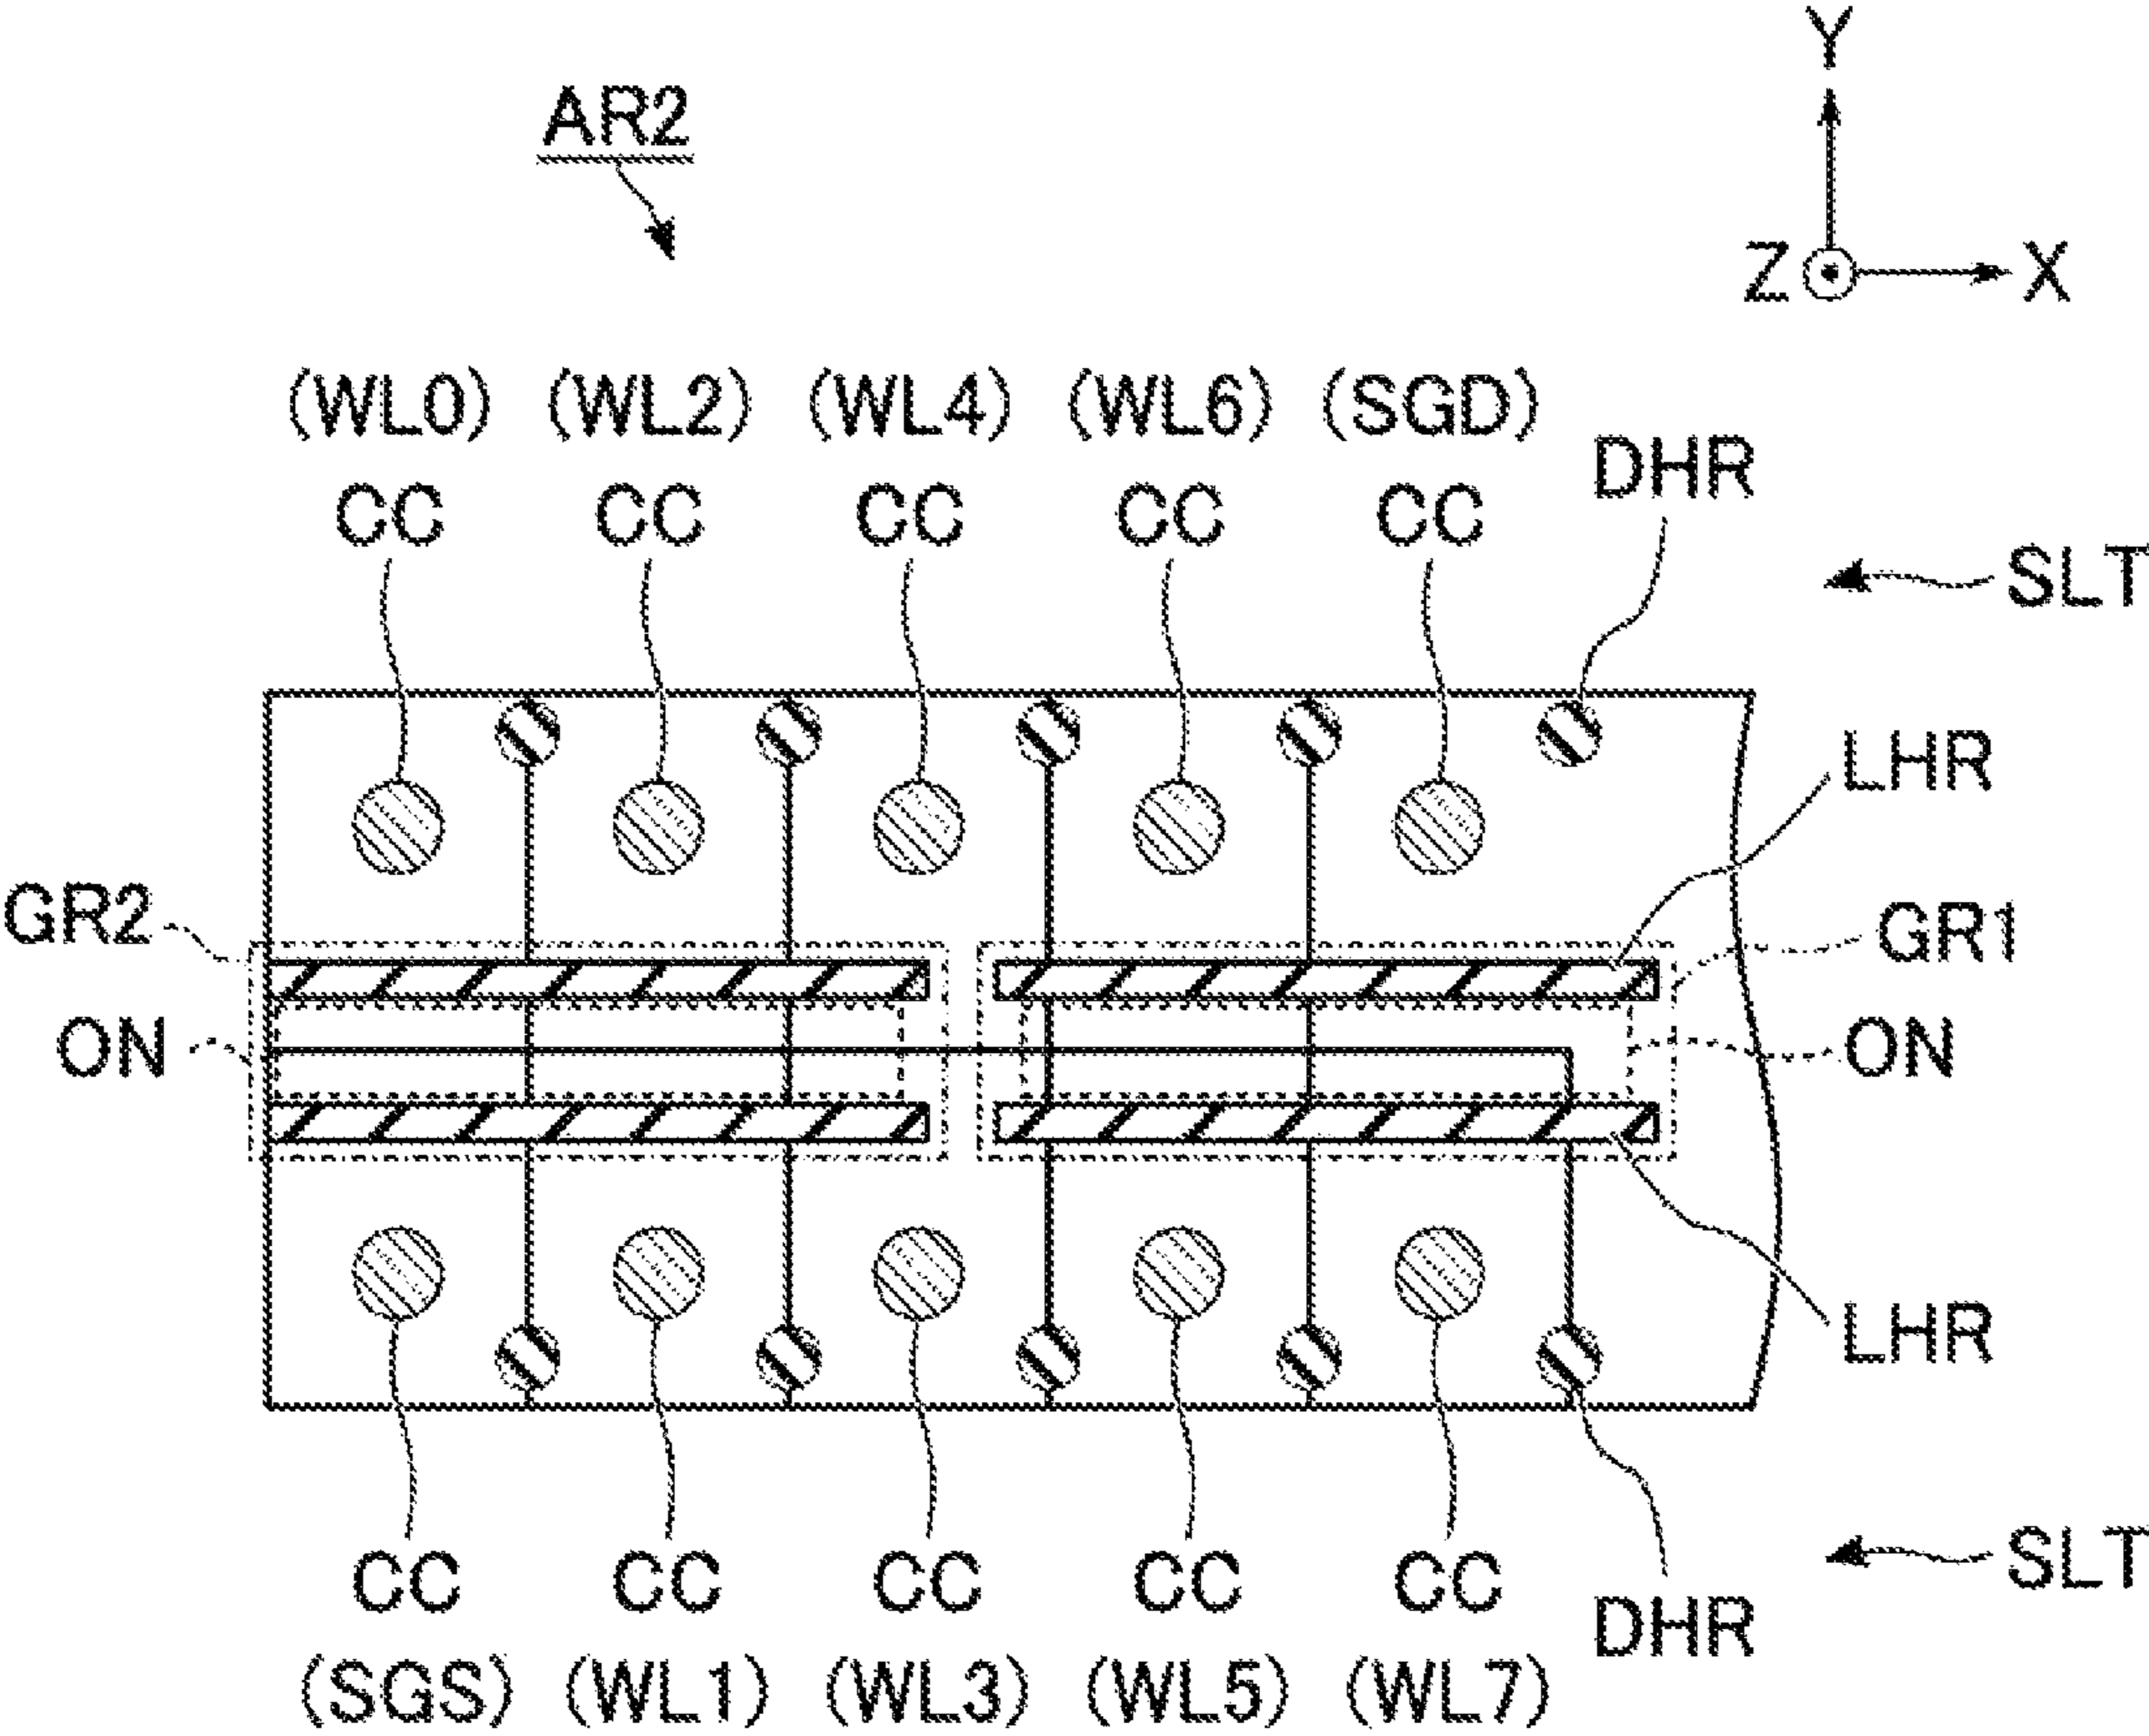 Y
AR2
Z X
(WL0) (WL2) (WL4) (WL6) (SGD)
DHR
CC CC CC CC CC
SLT
LHR
GR2
GR1
ON
ON
LHR
SLT
CC CC CC CC CC
DHR
(SGS) (WL1) (WL3) (WL5) (WL7)